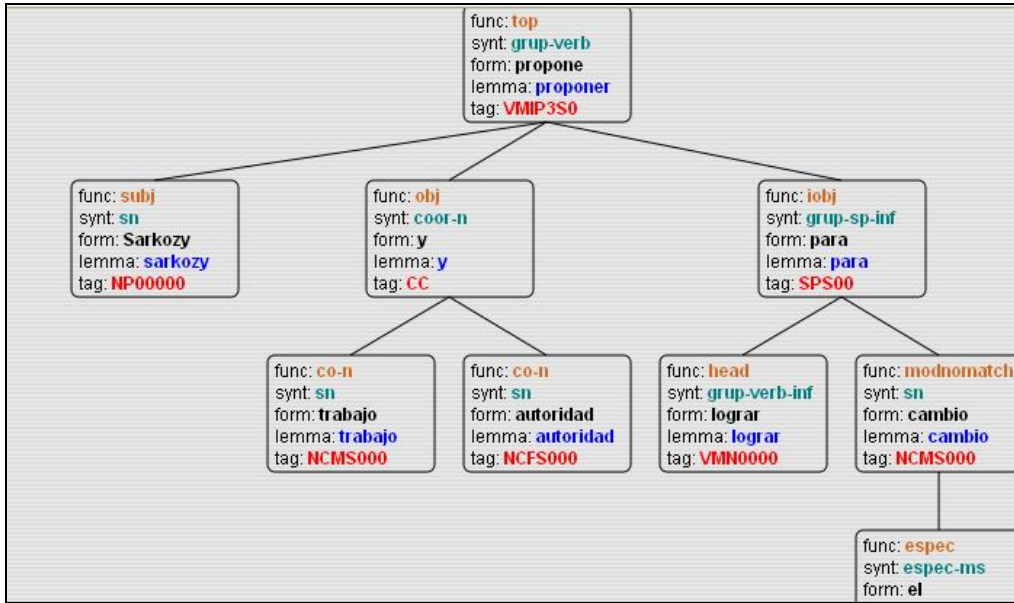 func: top
synt: grup-verb
form: propone
lemma: proponer
tag: VMIP3S0
func: subj
synt: sn
form: Sarkozy
lemma: sarkozy
tag: NP00000
func: obj
synt: coor-n
form: y
lemma: y
tag: CC
func: iobj
synt: grup-sp-inf
form: para
lemma: para
tag: SPS00
func: co-n
synt: sn
form: trabajo
lemma: trabajo
tag: NCMS000
func: co-n
synt: sn
form: autoridad
lemma: autoridad
tag: NCFS000
func: head
synt: grup-verb-inf
form: lograr
lemma: lograr
tag: VMN0000
func: modnomatch
synt: sn
form: cambio
lemma: cambio
tag: NCMS000
func: espec
synt: espec-ms
form: el